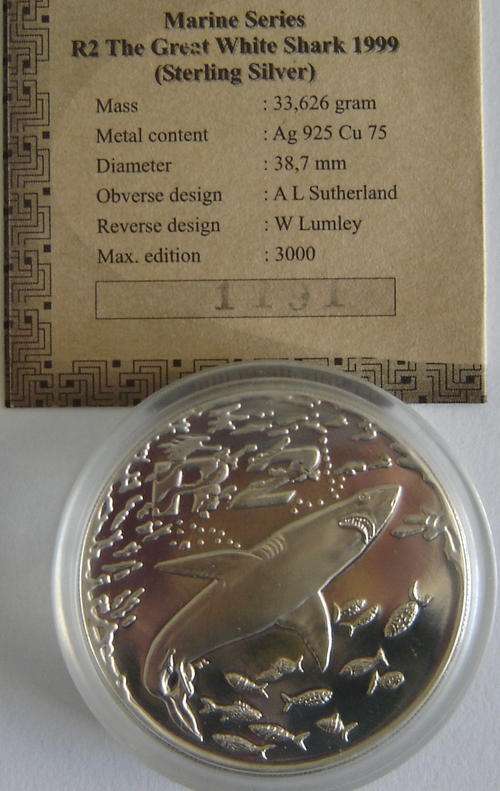 Marine Series
R2 The Great White Shark 1999
(Sterling Silver)
Mass : 33,626 gram
Metal content : Ag 925 Cu 75
Diameter : 38,7 mm
Obverse design : A L Sutherland
Reverse design : W Lumley
Max. edition : 3000
1191
R2